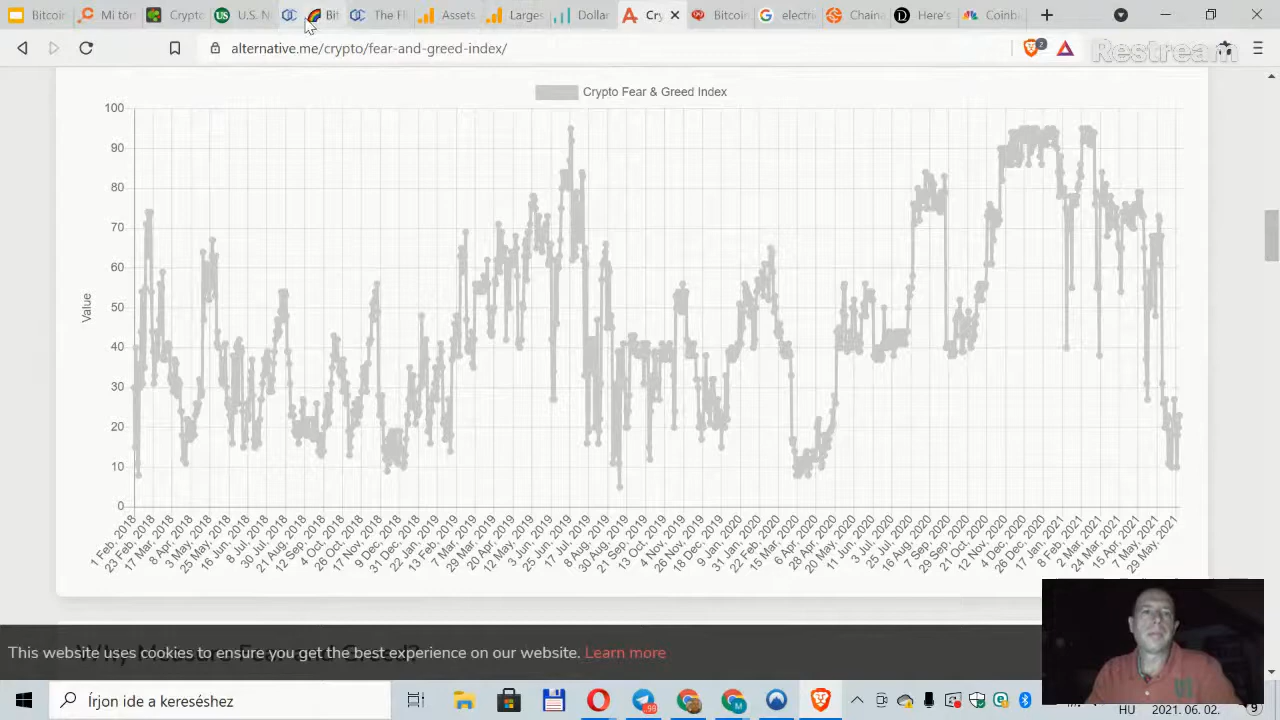 Bitcoir
Mi tö
Crypto
U.S.
Bit
The Fl
Assets
Larges
Dollar
Cry
Bitcoir
electri
Chain
Here's
Coinb
alternative.me/crypto/fear-and-greed-index/
2
Restream
Crypto Fear & Greed Index
100
90
80
70
60
50
40
30
20
10
0
Value
1 Feb, 2018
23 Feb, 2018
17 Mar, 2018
8 Apr, 2018
3 May, 2018
25 May, 2018
16 Jun, 2018
8 Jul, 2018
30 Jul, 2018
21 Aug, 2018
12 Sep, 2018
4 Oct, 2018
26 Oct, 2018
17 Nov, 2018
9 Dec, 2018
31 Dec, 2018
22 Jan, 2019
13 Feb, 2019
7 Mar, 2019
29 Mar, 2019
20 Apr, 2019
12 May, 2019
3 Jun, 2019
25 Jun, 2019
17 Jul, 2019
8 Aug, 2019
30 Aug, 2019
21 Sep, 2019
13 Oct, 2019
4 Nov, 2019
26 Nov, 2019
18 Dec, 2019
9 Jan, 2020
31 Jan, 2020
22 Feb, 2020
15 Mar, 2020
6 Apr, 2020
28 Apr, 2020
20 May, 2020
11 Jun, 2020
3 Jul, 2020
25 Jul, 2020
16 Aug, 2020
7 Sep, 2020
29 Sep, 2020
21 Oct, 2020
12 Nov, 2020
4 Dec, 2020
26 Dec, 2020
17 Jan, 2021
8 Feb, 2021
2 Mar, 2021
24 Mar, 2021
15 Apr, 2021
7 May, 2021
29 May, 2021
Why Measure Fear and Greed?
This website uses cookies to ensure you get the best experience on our website. Learn more
Írjon ide a kereséshez
HU
2021. 06. 02.